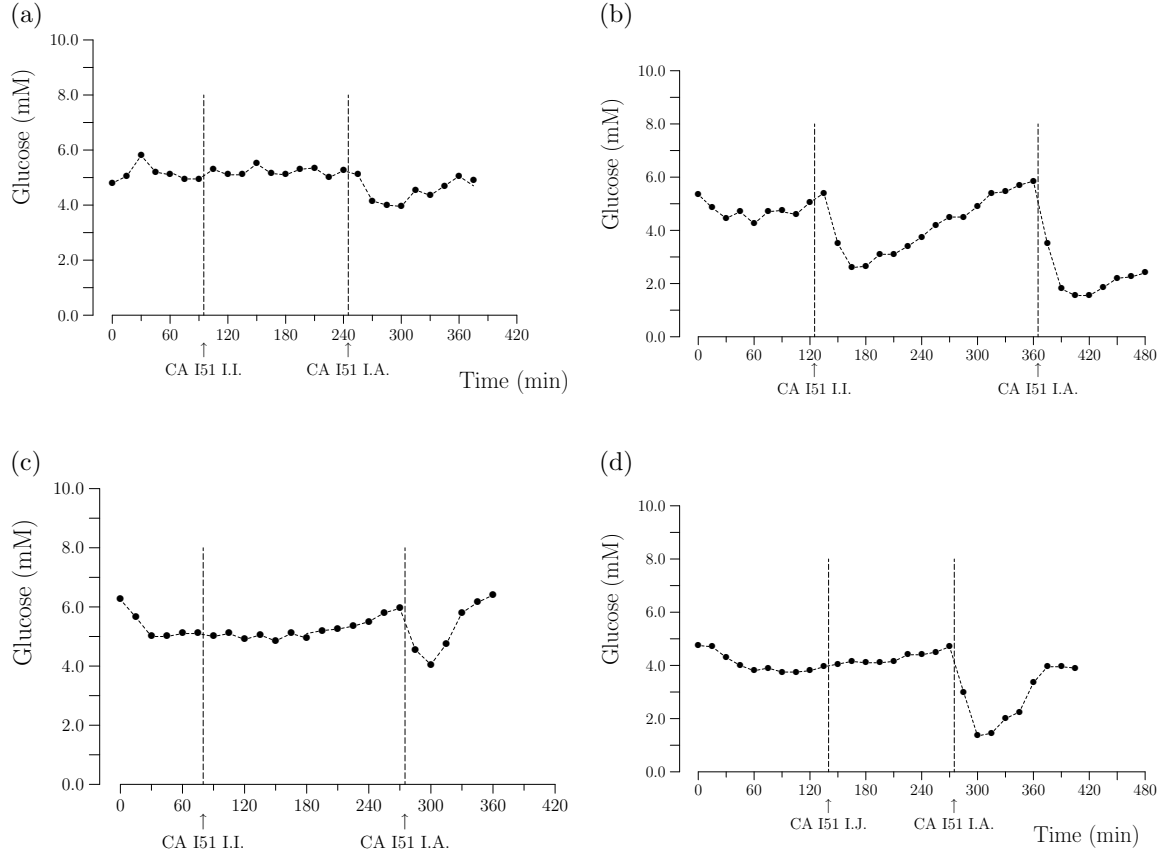 (a)
10.0
8.0
6.0
4.0
2.0
0.0
Glucose (mM)
0 60 120 180 240 300 360 420
CA I51 I.I. CA I51 I.A.
Time (min)
(b)
10.0
8.0
6.0
4.0
2.0
0.0
Glucose (mM)
0 60 120 180 240 300 360 420 480
CA I51 I.I. CA I51 I.A.
(c)
10.0
8.0
6.0
4.0
2.0
0.0
Glucose (mM)
0 60 120 180 240 300 360 420
CA I51 I.I. CA I51 I.A.
(d)
10.0
8.0
6.0
4.0
2.0
0.0
Glucose (mM)
0 60 120 180 240 300 360 420 480
CA I51 I.J. CA I51 I.A.
Time (min)